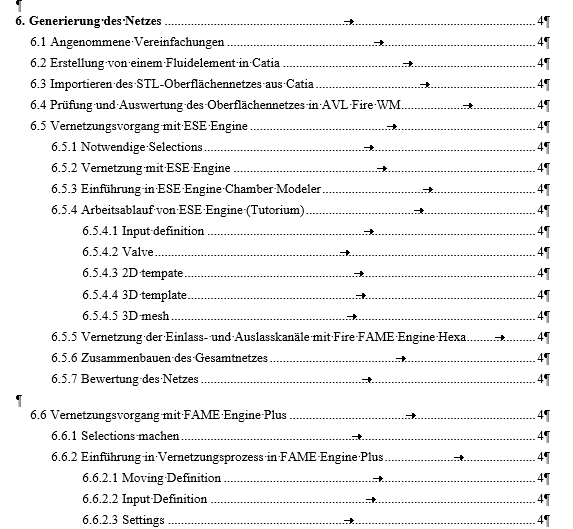 6. Generierung des Netzes 4
6.1 Angenommene Vereinfachungen 4
6.2 Erstellung von einem Fluidelement in Catia 4
6.3 Importieren des STL-Oberflächennetzes aus Catia 4
6.4 Prüfung und Auswertung des Oberflächennetzes in AVL Fire WM 4
6.5 Vernetzungsvorgang mit ESE Engine 4
6.5.1 Notwendige Selections 4
6.5.2 Vernetzung mit ESE Engine 4
6.5.3 Einführung in ESE Engine Chamber Modeler 4
6.5.4 Arbeitsablauf von ESE Engine (Tutorium) 4
6.5.4.1 Input definition 4
6.5.4.2 Valve 4
6.5.4.3 2D tempate 4
6.5.4.4 3D template 4
6.5.4.5 3D mesh 4
6.5.5 Vernetzung der Einlass- und Auslasskanäle mit Fire FAME Engine Hexa 4
6.5.6 Zusammenbauen des Gesamtnetzes 4
6.5.7 Bewertung des Netzes 4
6.6 Vernetzungsvorgang mit FAME Engine Plus 4
6.6.1 Selections machen 4
6.6.2 Einführung in Vernetzungsprozess in FAME Engine Plus 4
6.6.2.1 Moving Definition 4
6.6.2.2 Input Definition 4
6.6.2.3 Settings 4